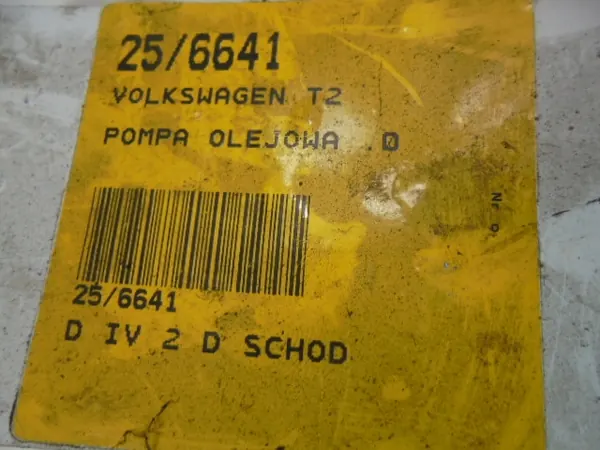 25/6641
VOLKSWAGEN T2
POMPA OLEJOWA .D
25/6641
D IV 2 D SCHOD